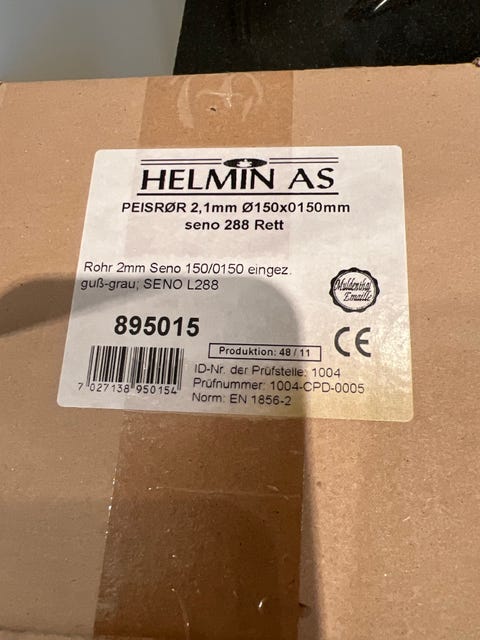 HELMIN AS
PEISRØR 2,1mm Ø150x0150mm
seno 288 Rett
Rohr 2mm Seno 150/0150 eingez.
guß-grau; SENO L288
Muldenthal
Emaille
895015
CE
Produktion: 48 / 11
7 027138 950154
ID-Nr. der Prüfstelle: 1004
Prüfnummer: 1004-CPD-0005
Norm: EN 1856-2